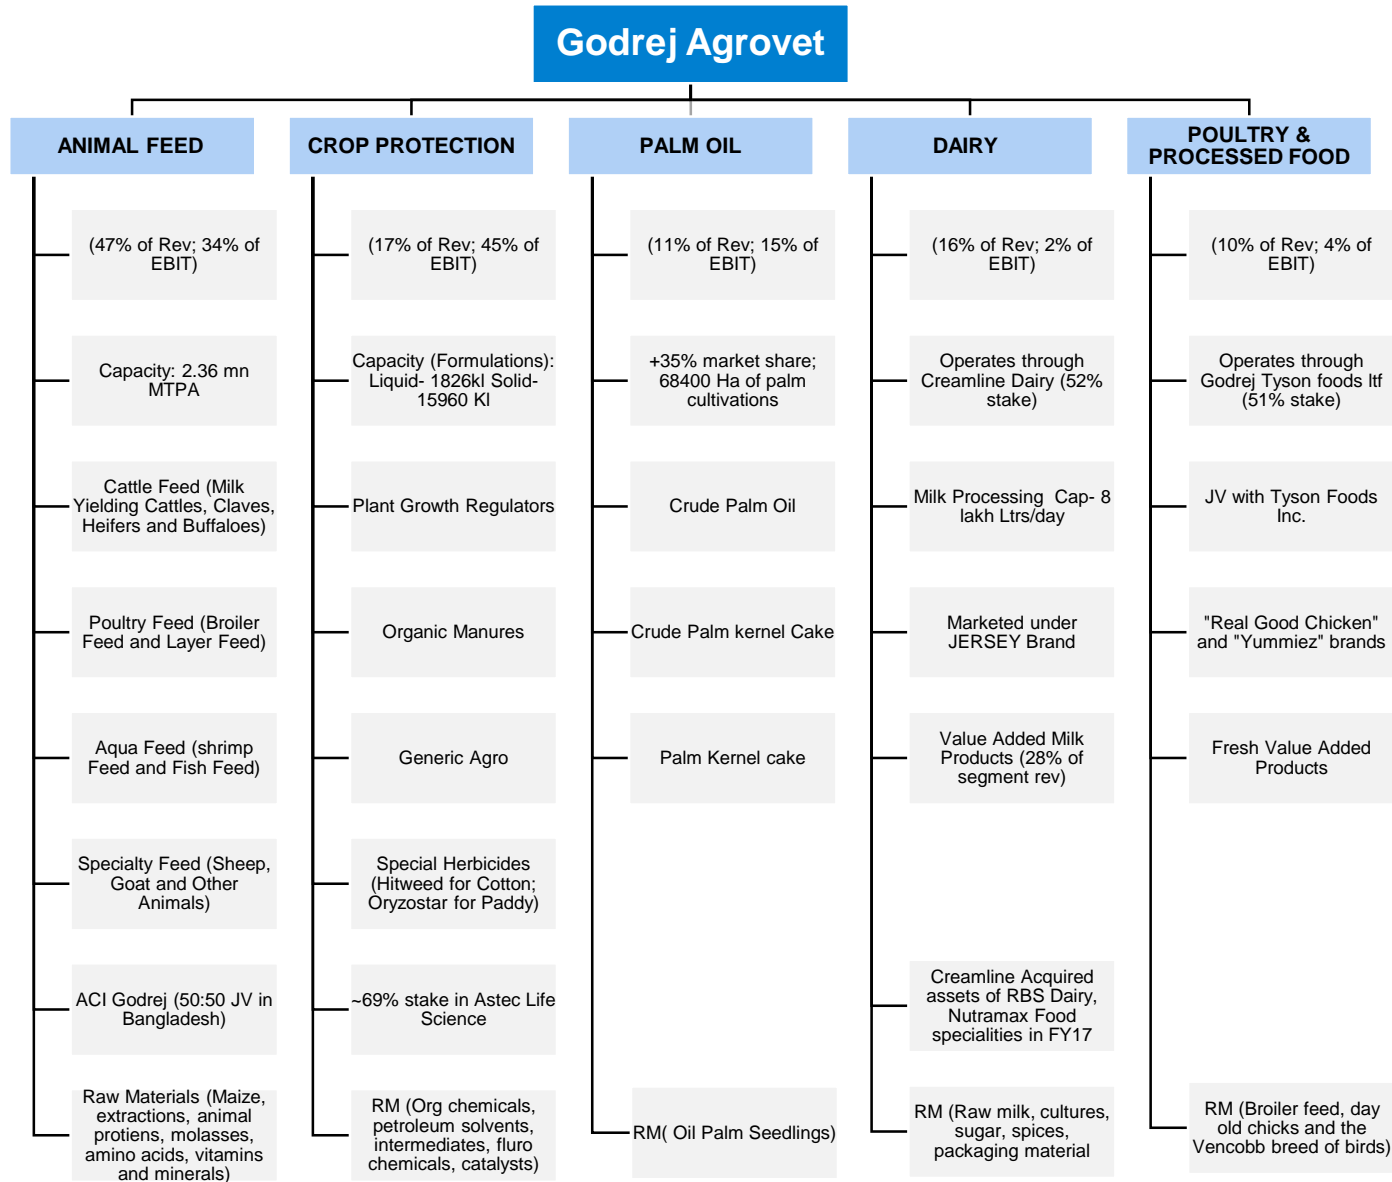 Godrej Agrovet
ANIMAL FEED
(47% of Rev; 34% of
EBIT)
Capacity: 2.36 mn
MTPA
Cattle Feed (Milk
Yielding Cattles, Claves,
Heifers and Buffaloes)
Poultry Feed (Broiler
Feed and Layer Feed)
Aqua Feed (shrimp
Feed and Fish Feed)
Specialty Feed (Sheep,
Goat and Other
Animals)
ACI Godrej (50:50 JV in
Bangladesh)
Raw Materials (Maize,
extractions, animal
protiens, molasses,
amino acids, vitamins
and minerals)
CROP PROTECTION
(17% of Rev; 45% of
EBIT)
Capacity (Formulations):
Liquid- 1826kl Solid-
15960 Kl
Plant Growth Regulators
Organic Manures
Generic Agro
Special Herbicides
(Hitweed for Cotton;
Oryzostar for Paddy)
~69% stake in Astec Life
Science
RM (Org chemicals,
petroleum solvents,
intermediates, fluro
chemicals, catalysts)
PALM OIL
(11% of Rev; 15% of
EBIT)
+35% market share;
68400 Ha of palm
cultivations
Crude Palm Oil
Crude Palm kernel Cake
Palm Kernel cake
RM( Oil Palm Seedlings)
DAIRY
(16% of Rev; 2% of
EBIT)
Operates through
Creamline Dairy (52%
stake)
Milk Processing Cap- 8
lakh Ltrs/day
Marketed under
JERSEY Brand
Value Added Milk
Products (28% of
segment rev)
Creamline Acquired
assets of RBS Dairy,
Nutramax Food
specialities in FY17
RM (Raw milk, cultures,
sugar, spices,
packaging material
POULTRY &
PROCESSED FOOD
(10% of Rev; 4% of
EBIT)
Operates through
Godrej Tyson foods ltf
(51% stake)
JV with Tyson Foods
Inc.
"Real Good Chicken"
and "Yummiez" brands
Fresh Value Added
Products
RM (Broiler feed, day
old chicks and the
Vencobb breed of birds)